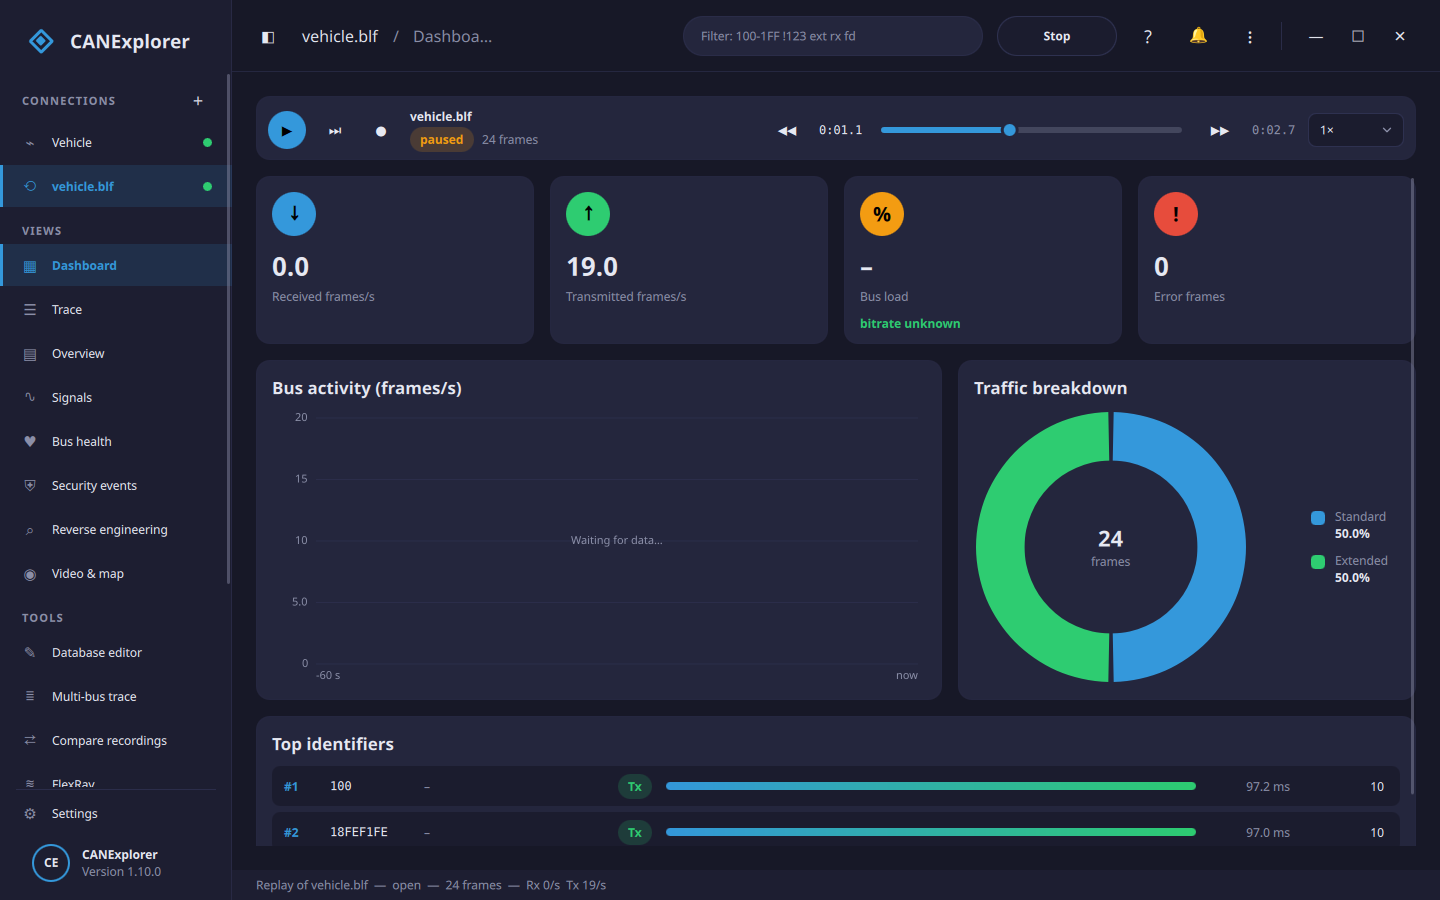 CANExplorer
vehicle.blf / Dashboa...
Filter: 100-1FF !123 ext rx fd
Stop
?
CONNECTIONS +
Vehicle
vehicle.blf
VIEWS
Dashboard
Trace
Overview
Signals
Bus health
Security events
Reverse engineering
Video & map
TOOLS
Database editor
Multi-bus trace
Compare recordings
FlexRay
Settings
CE
CANExplorer
Version 1.10.0
vehicle.blf
paused 24 frames
0:01.1
0:02.7
1×
0.0
Received frames/s
19.0
Transmitted frames/s
%
–
Bus load
bitrate unknown
!
0
Error frames
Bus activity (frames/s)
20
15
10
5.0
0
Waiting for data...
-60 s
now
Traffic breakdown
24
frames
Standard
50.0%
Extended
50.0%
Top identifiers
#1 100 – Tx 97.2 ms 10
#2 18FEF1FE – Tx 97.0 ms 10
Replay of vehicle.blf — open — 24 frames — Rx 0/s Tx 19/s